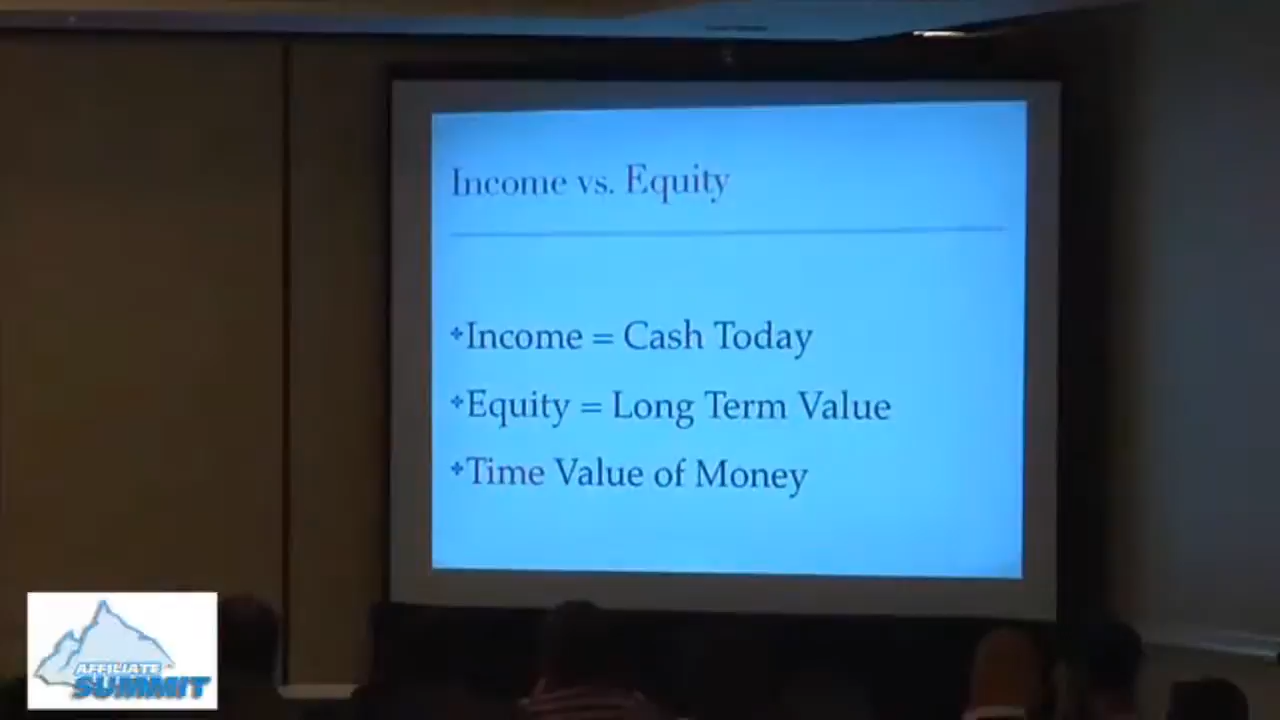 Income vs. Equity
❖Income = Cash Today
❖Equity = Long Term Value
❖Time Value of Money
AFFILIATE
SUMMIT